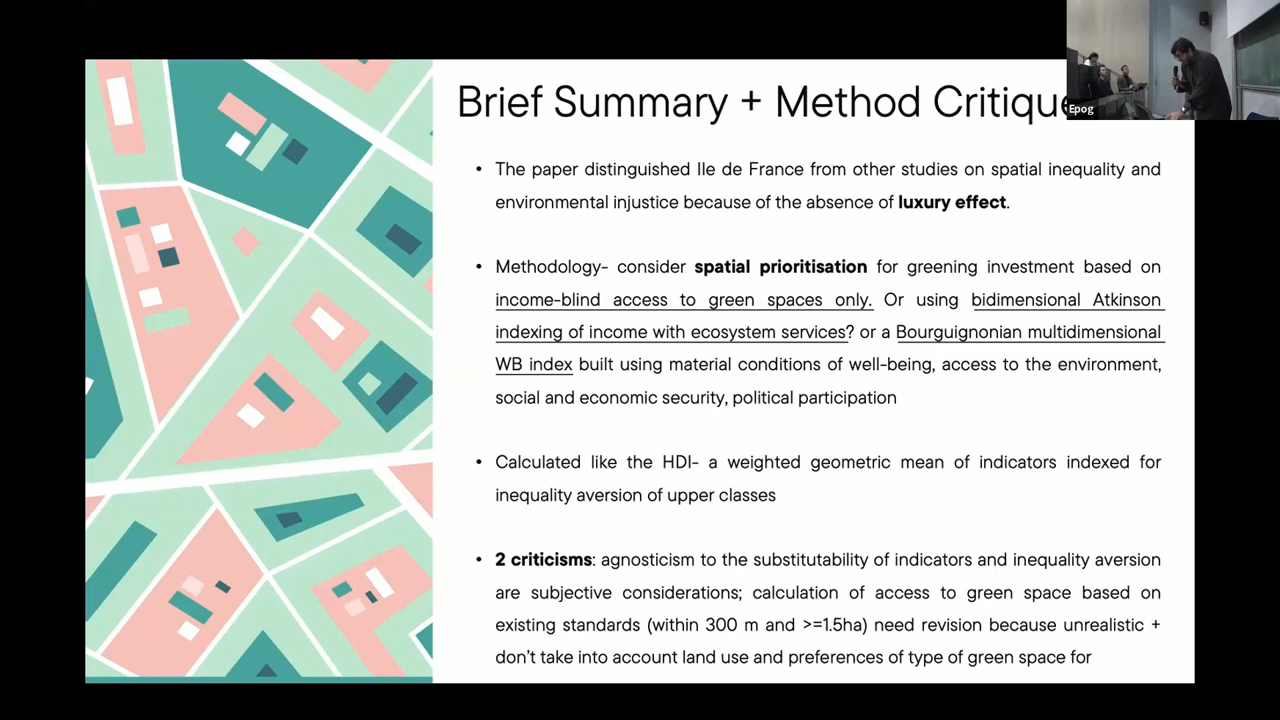 Brief Summary + Method Critique
Epog
• The paper distinguished Ile de France from other studies on spatial inequality and
environmental injustice because of the absence of luxury effect.
• Methodology- consider spatial prioritisation for greening investment based on
income-blind access to green spaces only. Or using bidimensional Atkinson
indexing of income with ecosystem services? or a Bourguignonian multidimensional
WB index built using material conditions of well-being, access to the environment,
social and economic security, political participation
• Calculated like the HDI- a weighted geometric mean of indicators indexed for
inequality aversion of upper classes
• 2 criticisms: agnosticism to the substitutability of indicators and inequality aversion
are subjective considerations; calculation of access to green space based on
existing standards (within 300 m and >=1.5ha) need revision because unrealistic +
don't take into account land use and preferences of type of green space for